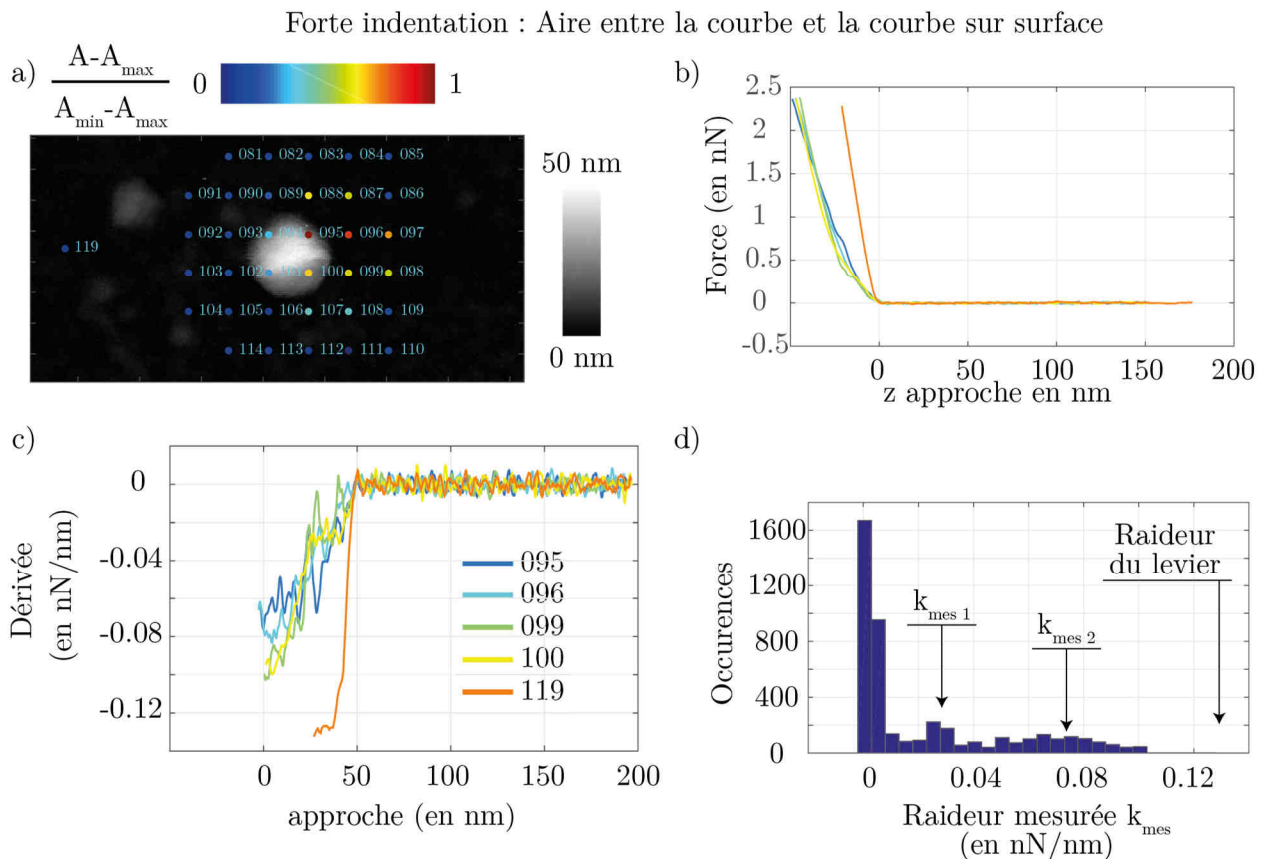 Forte indentation : Aire entre la courbe et la courbe sur surface
a)
A-Amax
Amin-Amax
0
1
081 082 083 084 085
091 090 089 088 087 086
092 093 095 096 097
119
103 102 100 099 098
104 105 106 107 108 109
114 113 112 111 110
50 nm
0 nm
b)
Force (en nN)
2.5
2
1.5
1
0.5
0
-0.5
0 50 100 150 200
z approche en nm
c)
Dérivée
(en nN/nm)
0
-0.04
-0.08
-0.12
095
096
099
100
119
0 50 100 150 200
approche (en nm)
d)
Occurences
1600
1200
800
400
0
kmes 1
kmes 2
Raideur
du levier
0 0.04 0.08 0.12
Raideur mesurée kmes
(en nN/nm)